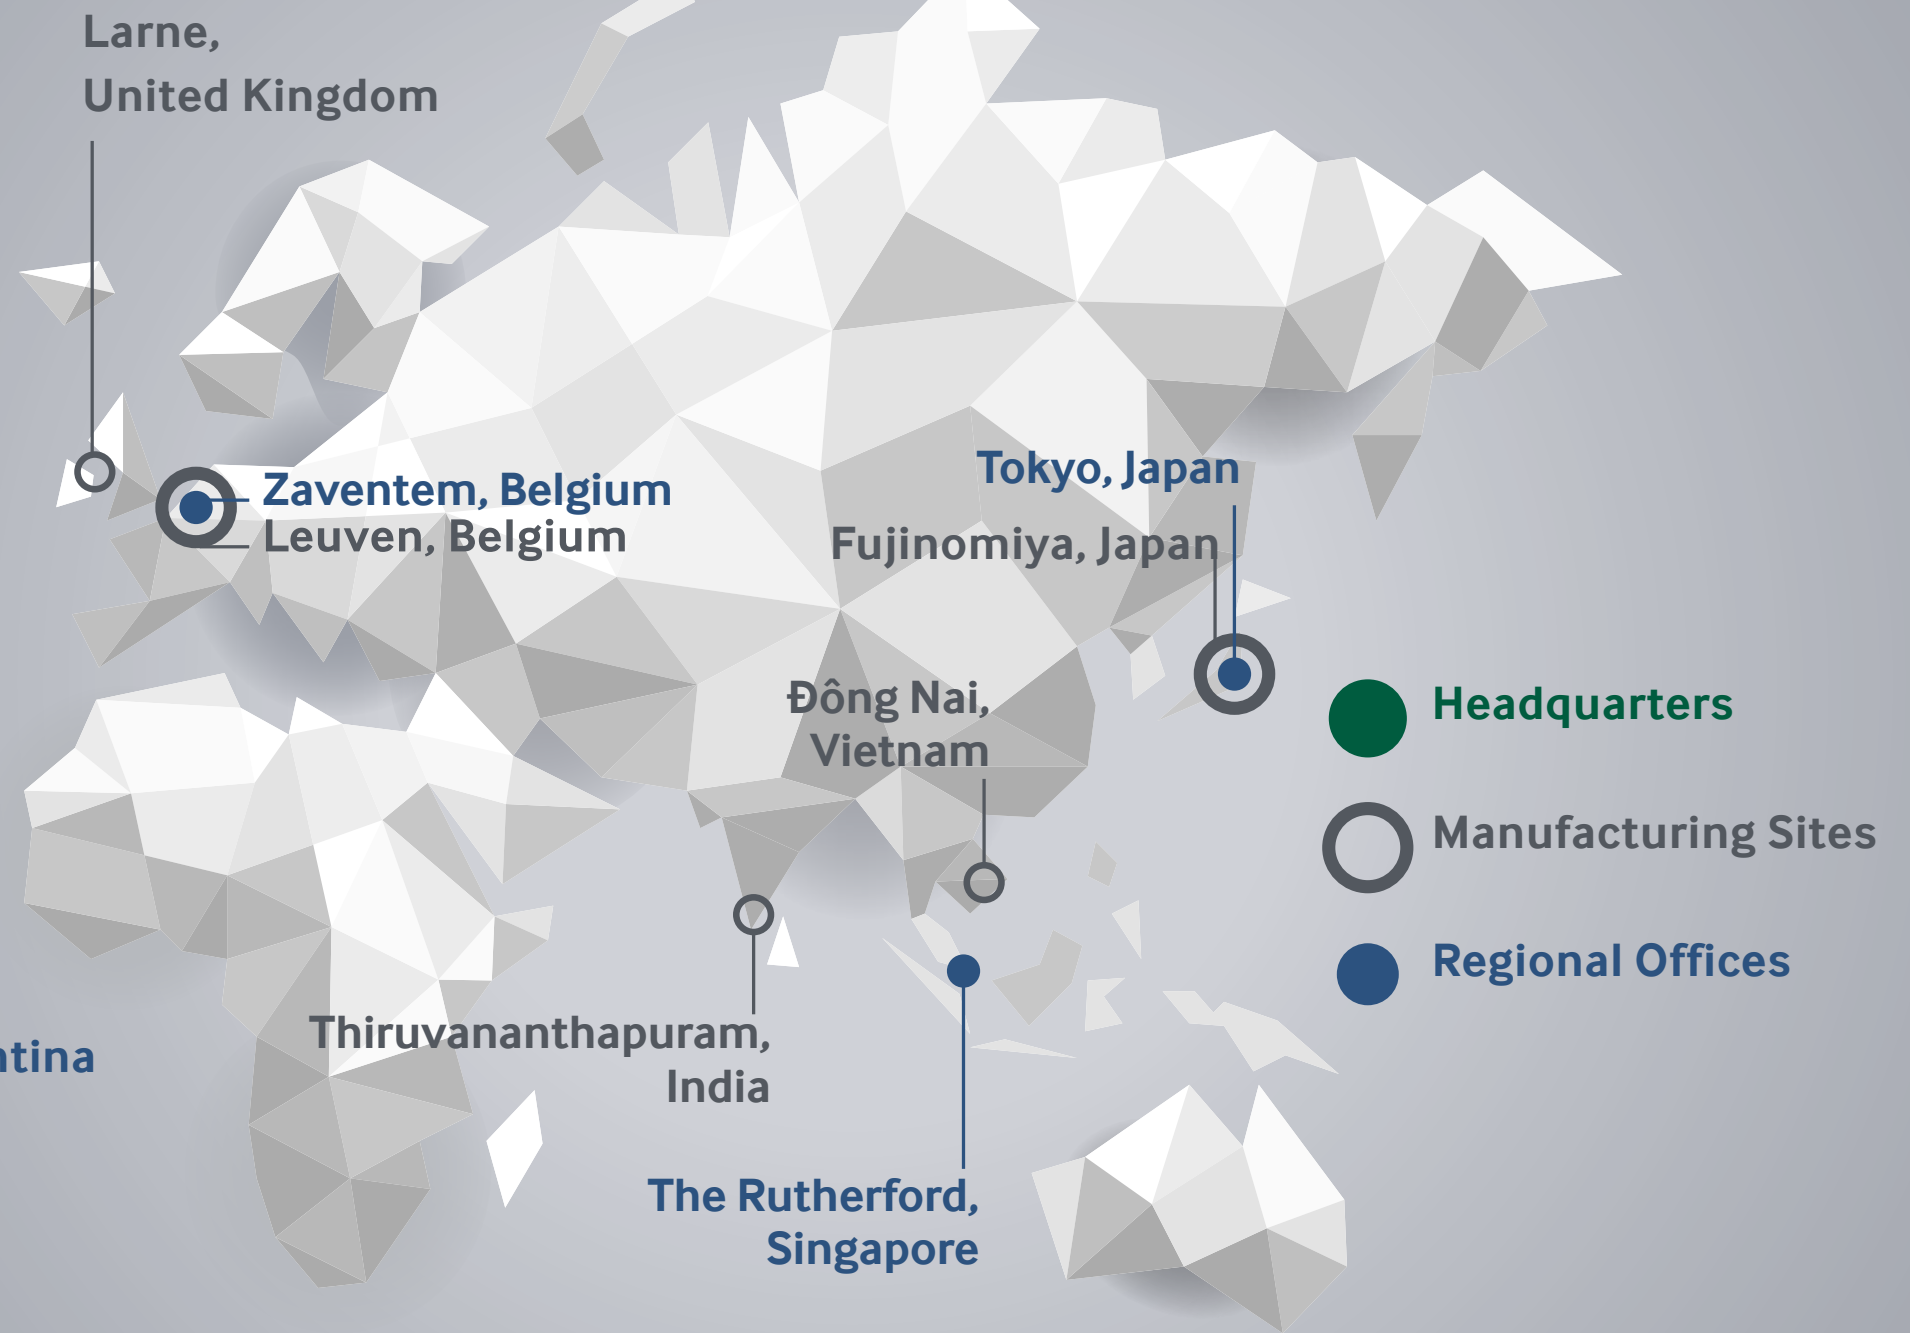 Larne,
United Kingdom
Zaventem, Belgium
Leuven, Belgium
Tokyo, Japan
Fujinomiya, Japan
Đông Nai,
Vietnam
Headquarters
Manufacturing Sites
Regional Offices
Thiruvananthapuram,
India
ntina
The Rutherford,
Singapore